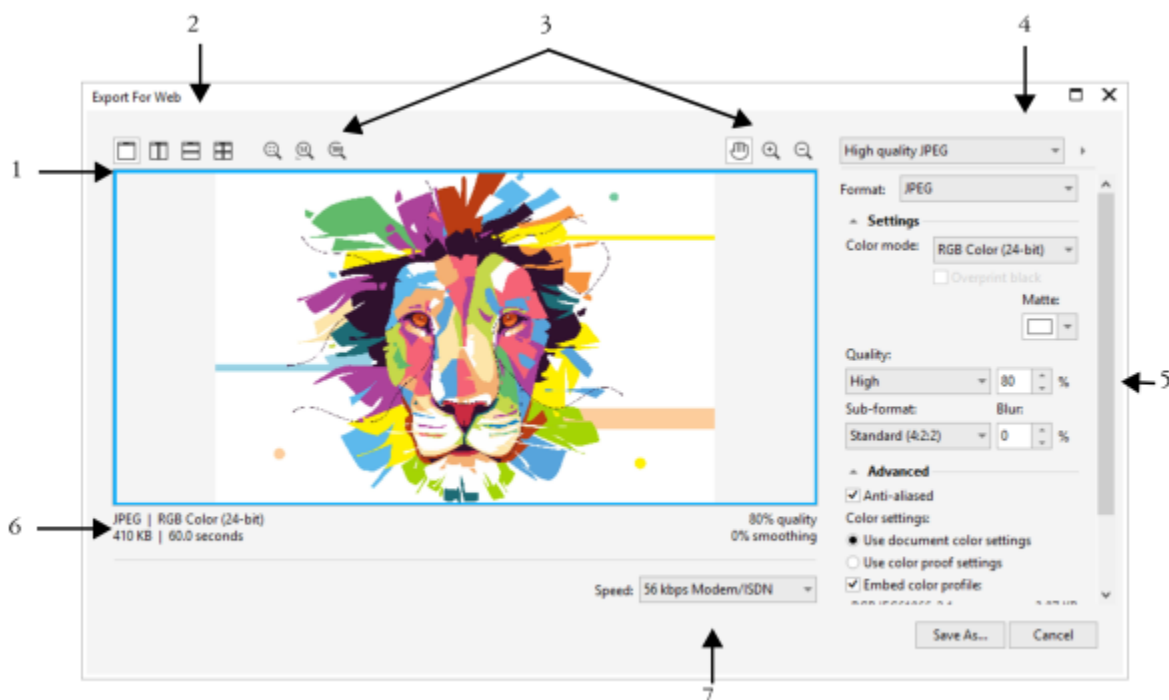 2
3
4
Export For Web
1
High quality JPEG
Format: JPEG
Settings
Color mode: RGB Color (24-bit)
Overprint black
Matte:
Quality:
High 80 %
5
Sub-format: Blur:
Standard (4:2:2) 0 %
Advanced
Anti-aliased
Color settings:
Use document color settings
Use color proof settings
Embed color profile:
JPEG | RGB Color (24-bit) 80% quality
6
410 KB | 60.0 seconds 0% smoothing
Speed: 56 kbps Modem/ISDN
Save As... Cancel
7